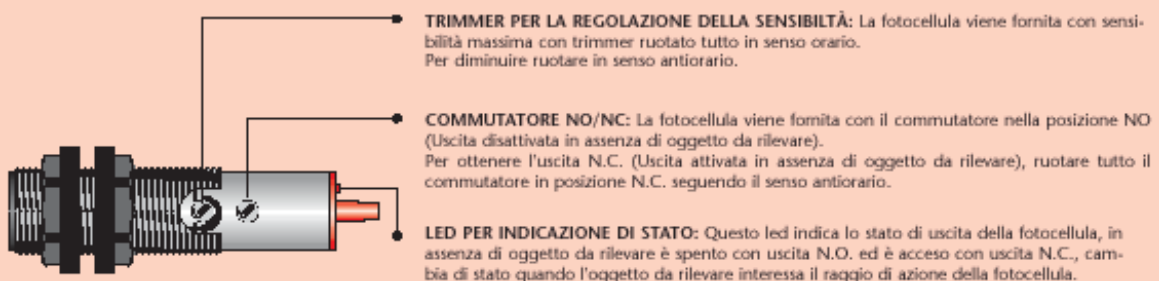 TRIMMER PER LA REGOLAZIONE DELLA SENSIBILTÀ: La fotocellula viene fornita con sensi-
bilità massima con trimmer ruotato tutto in senso orario.
Per diminuire ruotare in senso antiorario.
COMMUTATORE NO/NC: La fotocellula viene fornita con il commutatore nella posizione NO
(Uscita disattivata in assenza di oggetto da rilevare).
Per ottenere l'uscita N.C. (Uscita attivata in assenza di oggetto da rilevare), ruotare tutto il
commutatore in posizione N.C. seguendo il senso antiorario.
LED PER INDICAZIONE DI STATO: Questo led indica lo stato di uscita della fotocellula, in
assenza di oggetto da rilevare è spento con uscita N.O. ed è acceso con uscita N.C., cam-
bia di stato quando l'oggetto da rilevare interessa il raggio di azione della fotocellula.